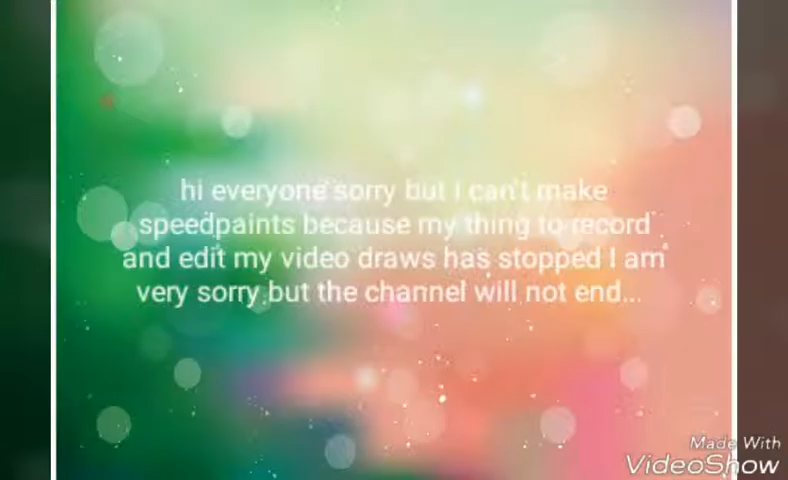 hi everyone sorry but i can't make
speedpaints because my thing to record
and edit my video draws has stopped I am
very sorry but the channel will not end...
Made With
VideoShow